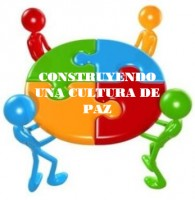 CONSTRUYENDO
UNA CULTURA DE
PAZ